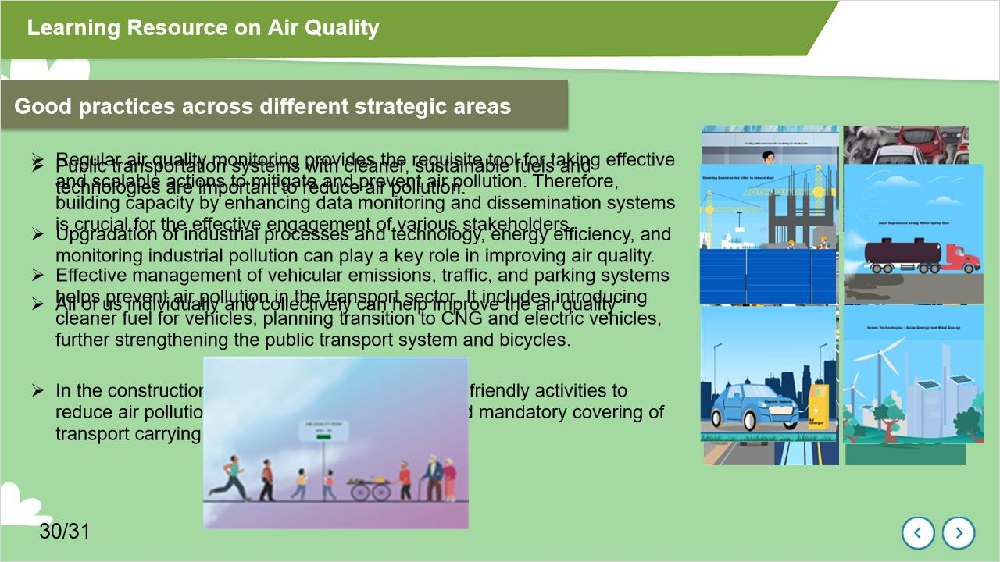 Learning Resource on Air Quality
Good practices across different strategic areas
➢ Regular air quality monitoring provides the requisite tool for taking effective
and scalable actions to mitigate and prevent air pollution. Therefore,
building capacity by enhancing data monitoring and dissemination systems
is crucial for the effective engagement of various stakeholders.
➢ Public transportation systems with cleaner, sustainable fuels and
technologies are important to reduce air pollution.
➢ Upgradation of industrial processes and technology, energy efficiency, and
monitoring industrial pollution can play a key role in improving air quality.
➢ Effective management of vehicular emissions, traffic, and parking systems
helps prevent air pollution in the transport sector. It includes introducing
cleaner fuel for vehicles, planning transition to CNG and electric vehicles,
further strengthening the public transport system and bicycles.
➢ All of us individually and collectively can help improve the air quality
➢ In the construction friendly activities to
reduce air pollution mandatory covering of
transport carrying
Covering Construction sites to reduce dust
Dust Supression using Water Spray Gun
Electric Vehicle
EV
Charger
Green Technologies - Solar Energy and Wind Energy
AIR QUALITY NOW
30/31